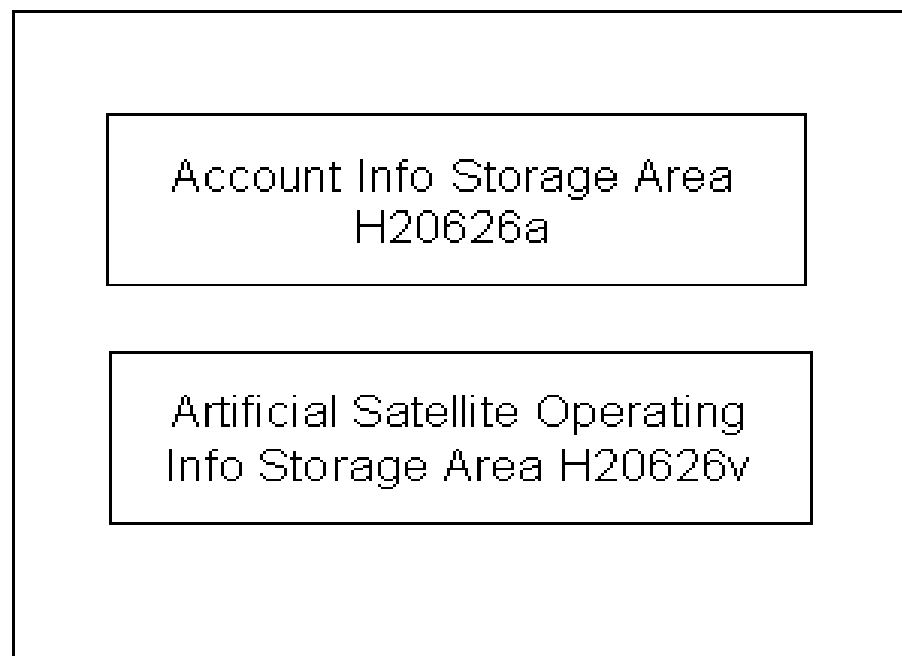 Account Info Storage Area
H20626a
Artificial Satellite Operating
Info Storage Area H20626v